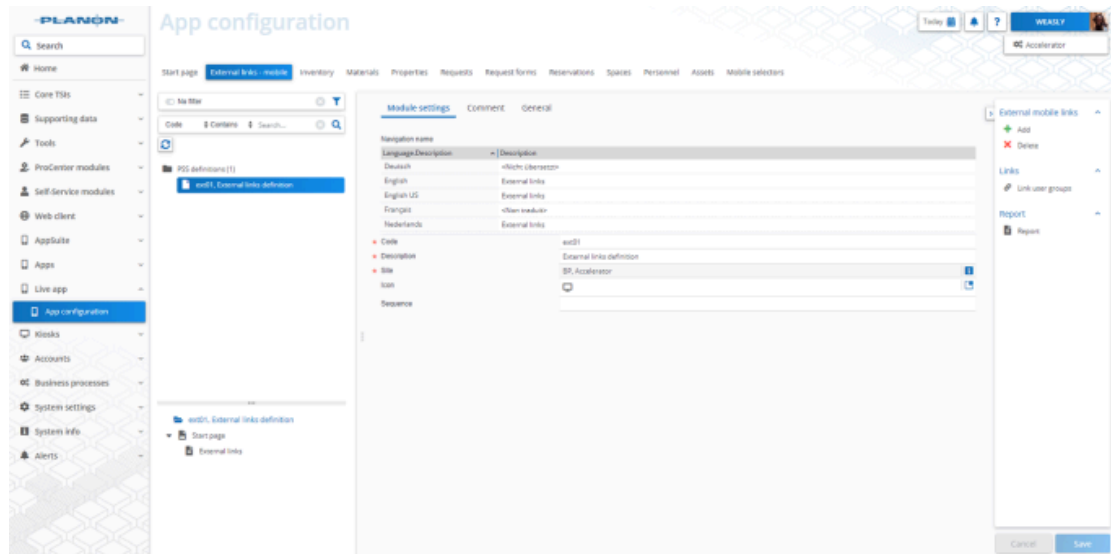 PLANON
App configuration
Today
?
WEASLY
Accelerator
Search
Home
Core TSIs
Supporting data
Tools
ProCenter modules
Self-Service modules
Web client
AppSuite
Apps
Live app
App configuration
Kiosks
Accounts
Business processes
System settings
System info
Alerts
Start page External links - mobile Inventory Materials Properties Requests Request forms Reservations Spaces Personnel Assets Mobile selectors
No filter
Code Contains Search...
PSS definitions (1)
ext01, External links definition
ext01, External links definition
Start page
External links
Module settings Comment General
Navigation name
Language.Description Description
Deutsch <Nicht übersetzt>
English External links
English US External links
Français <Non traduit>
Nederlands External links
Code ext01
Description External links definition
Site BP, Accelerator
Icon
Sequence
External mobile links
Add
Delete
Links
Link user groups
Report
Report
Cancel Save